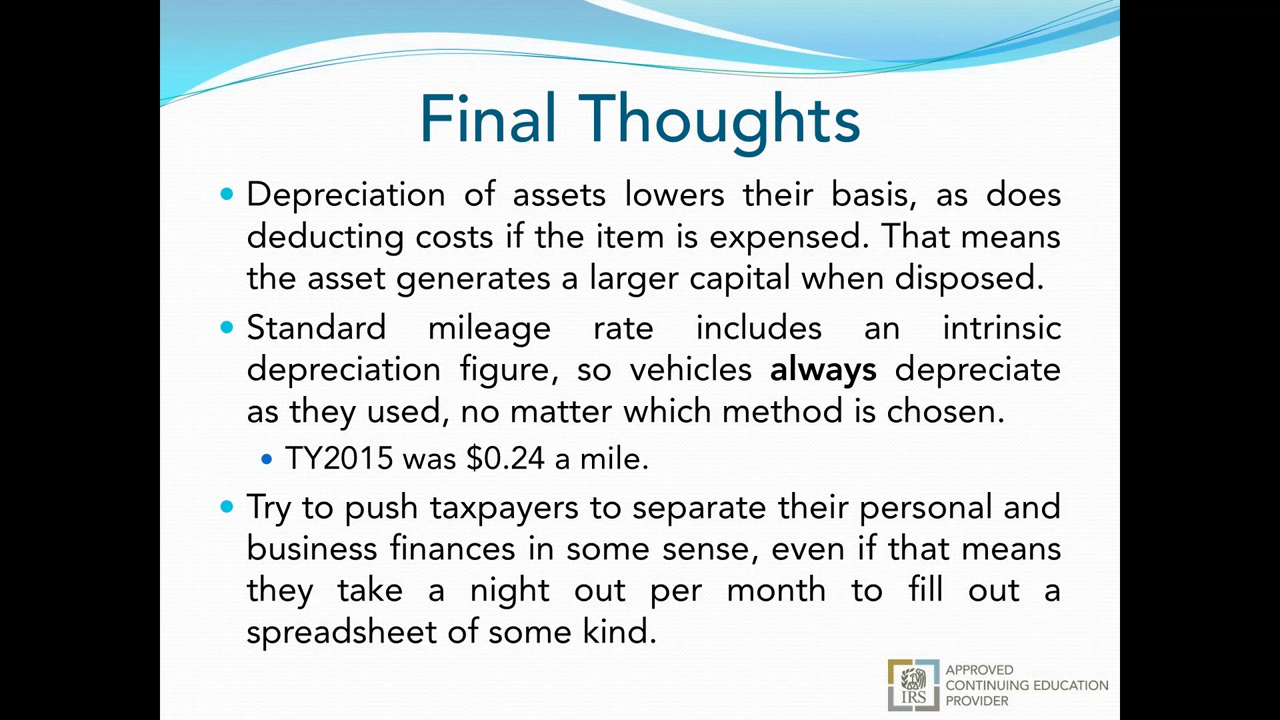 Final Thoughts
• Depreciation of assets lowers their basis, as does
deducting costs if the item is expensed. That means
the asset generates a larger capital when disposed.
• Standard mileage rate includes an intrinsic
depreciation figure, so vehicles always depreciate
as they used, no matter which method is chosen.
• TY2015 was $0.24 a mile.
• Try to push taxpayers to separate their personal and
business finances in some sense, even if that means
they take a night out per month to fill out a
spreadsheet of some kind.
IRS
APPROVED
CONTINUING EDUCATION
PROVIDER